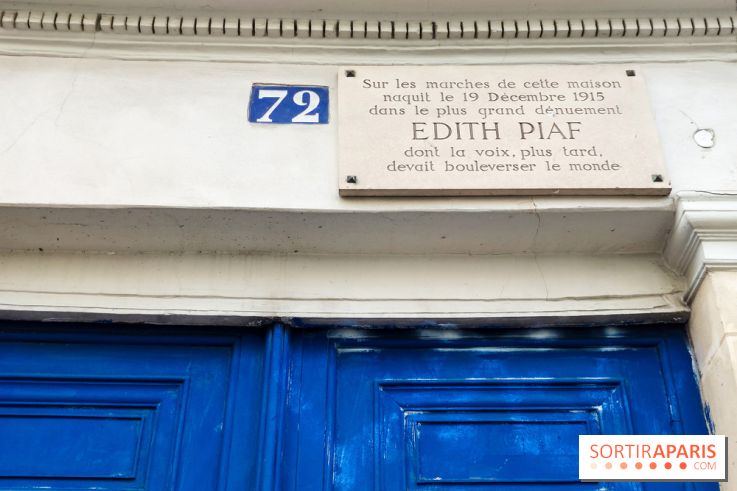 72
Sur les marches de cette maison
naquit le 19 Décembre 1915
dans le plus grand dénuement
EDITH PIAF
dont la voix, plus tard,
devait bouleverser le monde
SORTIRAPARIS
.COM